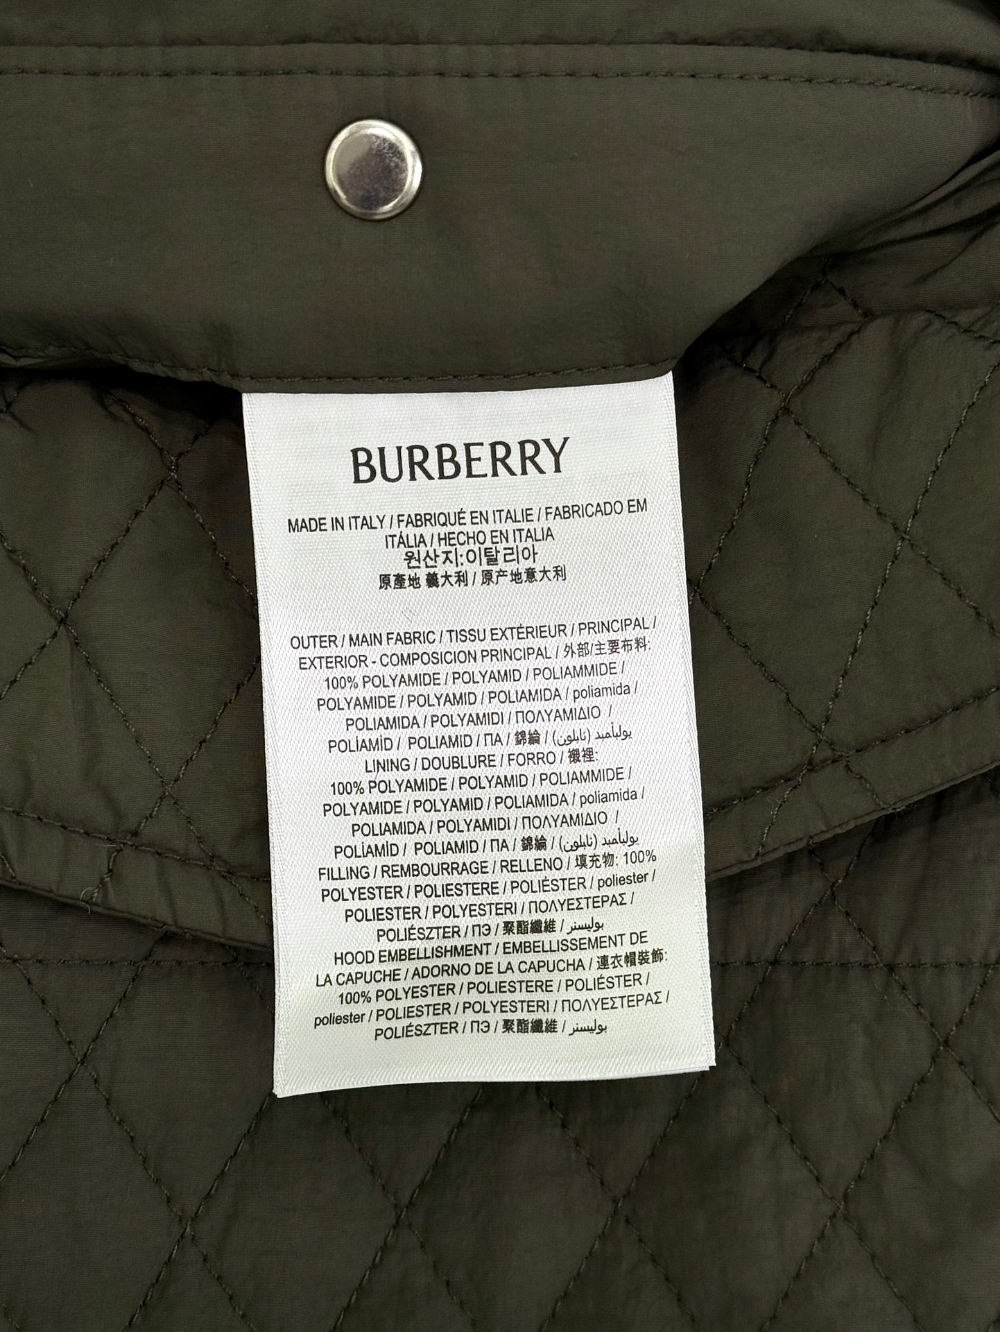 BURBERRY
MADE IN ITALY / FABRIQUÉ EN ITALIE / FABRICADO EM
ITÁLIA / HECHO EN ITALIA
원산지:이탈리아
原產地 義大利 / 原产地意大利
OUTER / MAIN FABRIC / TISSU EXTÉRIEUR / PRINCIPAL /
EXTERIOR - COMPOSICION PRINCIPAL / 外部/主要布料:
100% POLYAMIDE / POLYAMID / POLIAMMIDE /
POLYAMIDE / POLYAMID / POLIAMIDA / poliamida /
POLIAMIDA / POLYAMIDI / ΠΟΛΥΑΜΙΔΙΟ /
POLİAMİD / POLIAMID / ПА / 錦綸 / يوليأميد (نايلون)
LINING / DOUBLURE / FORRO / 襯裡:
100% POLYAMIDE / POLYAMID / POLIAMMIDE /
POLYAMIDE / POLYAMID / POLIAMIDA / poliamida /
POLIAMIDA / POLYAMIDI / ΠΟΛΥΑΜΙΔΙΟ /
POLİAMİD / POLIAMID / ПА / 錦綸 / يوليأميد (نايلون)
FILLING / REMBOURRAGE / RELLENO / 填充物: 100%
POLYESTER / POLIESTERE / POLIÉSTER / poliester /
POLIESTER / POLYESTERI / ΠΟΛΥΕΣΤΕΡΑΣ /
POLIÉSZTER / ПЭ / 聚酯纖維 / بوليستر
HOOD EMBELLISHMENT / EMBELLISSEMENT DE
LA CAPUCHE / ADORNO DE LA CAPUCHA / 連衣帽裝飾:
100% POLYESTER / POLIESTERE / POLIÉSTER /
poliester / POLIESTER / POLYESTERI / ΠΟΛΥΕΣΤΕΡΑΣ /
POLIÉSZTER / ПЭ / 聚酯纖維 / بوليستر